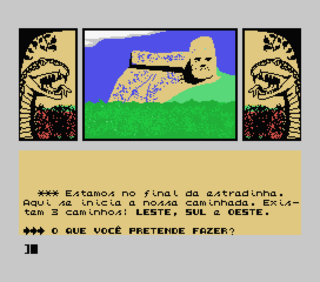 *** Estamos no final da estradinha.
Aqui se inicia a nossa caminhada. Exis-
tem 3 caminhos: LESTE, SUL e OESTE.
O QUE VOCÊ PRETENDE FAZER?
]